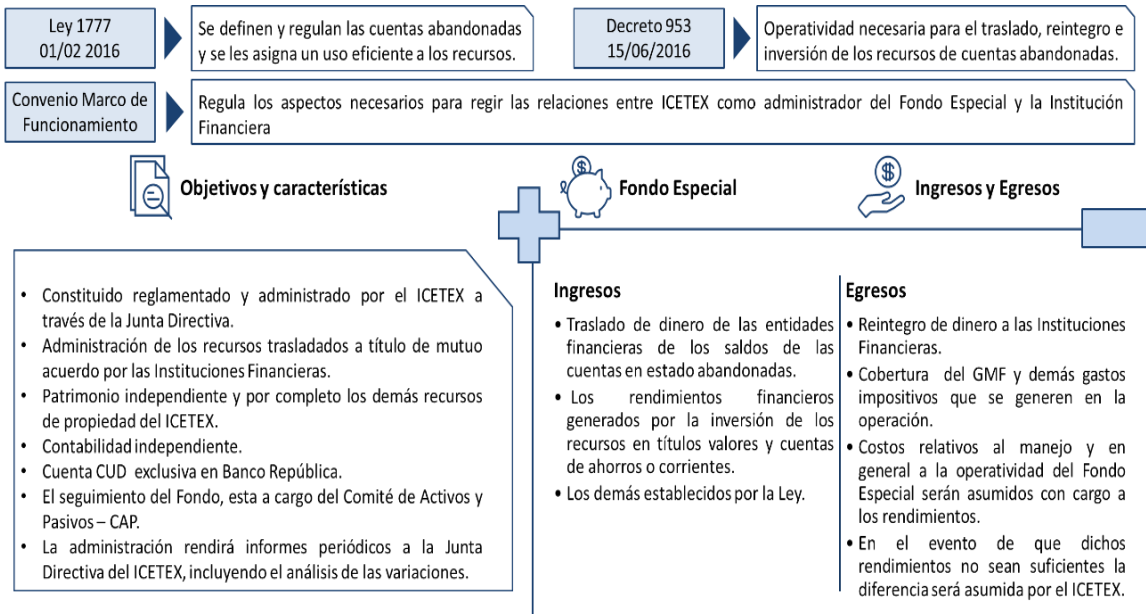 Ley 1777
01/02 2016
Se definen y regulan las cuentas abandonadas
y se les asigna un uso eficiente a los recursos.
Decreto 953
15/06/2016
Operatividad necesaria para el traslado, reintegro e
inversión de los recursos de cuentas abandonadas.
Convenio Marco de
Funcionamiento
Regula los aspectos necesarios para regir las relaciones entre ICETEX como administrador del Fondo Especial y la Institución
Financiera
Objetivos y características
Fondo Especial
Ingresos y Egresos
• Constituido reglamentado y administrado por el ICETEX a
través de la Junta Directiva.
• Administración de los recursos trasladados a título de mutuo
acuerdo por las Instituciones Financieras.
• Patrimonio independiente y por completo los demás recursos
de propiedad del ICETEX.
• Contabilidad independiente.
• Cuenta CUD exclusiva en Banco República.
• El seguimiento del Fondo, esta a cargo del Comité de Activos y
Pasivos – CAP.
• La administración rendirá informes periódicos a la Junta
Directiva del ICETEX, incluyendo el análisis de las variaciones.
Ingresos
• Traslado de dinero de las entidades
financieras de los saldos de las
cuentas en estado abandonadas.
• Los rendimientos financieros
generados por la inversión de los
recursos en títulos valores y cuentas
de ahorros o corrientes.
• Los demás establecidos por la Ley.
Egresos
• Reintegro de dinero a las Instituciones
Financieras.
• Cobertura del GMF y demás gastos
impositivos que se generen en la
operación.
• Costos relativos al manejo y en
general a la operatividad del Fondo
Especial serán asumidos con cargo a
los rendimientos.
• En el evento de que dichos
rendimientos no sean suficientes la
diferencia será asumida por el ICETEX.